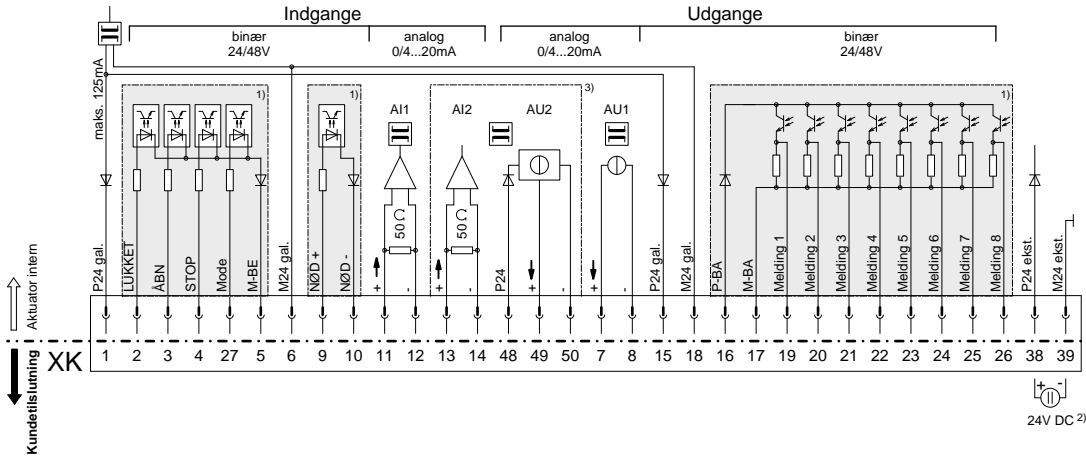 Indgange
Udgange
binær
24/48V
analog
0/4...20mA
analog
0/4...20mA
binær
24/48V
maks. 125mA
1)
1)
3)
1)
AI1
AI2
AU2
AU1
50 Ω
50 Ω
P24 gal.
LUKKET
ÅBN
STOP
Mode
M-BE
M24 gal.
NØD +
NØD -
+
-
+
-
P24
+
-
+
-
P24 gal.
M24 gal.
P-BA
M-BA
Melding 1
Melding 2
Melding 3
Melding 4
Melding 5
Melding 6
Melding 7
Melding 8
P24 ekst.
M24 ekst.
Aktuator intern
Kundetilslutning
XK
1 2 3 4 27 5 6 9 10 11 12 13 14 48 49 50 7 8 15 18 16 17 19 20 21 22 23 24 25 26 38 39
+ -
24V DC 2)